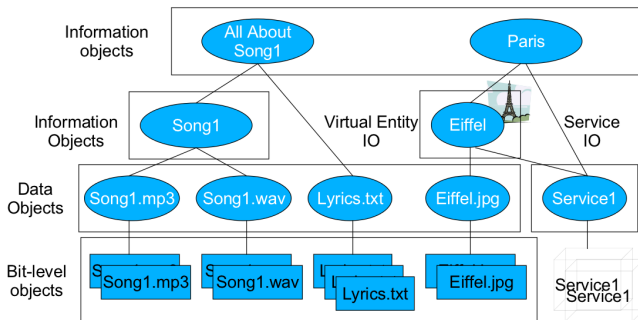 Information
objects
All About
Song1
Paris
Information
Objects
Song1
Virtual Entity
IO
Eiffel
Service
IO
Data
Objects
Song1.mp3
Song1.wav
Lyrics.txt
Eiffel.jpg
Service1
Bit-level
objects
Song1.mp3
Song1.wav
Lyrics.txt
Eiffel.jpg
Service1
Service1